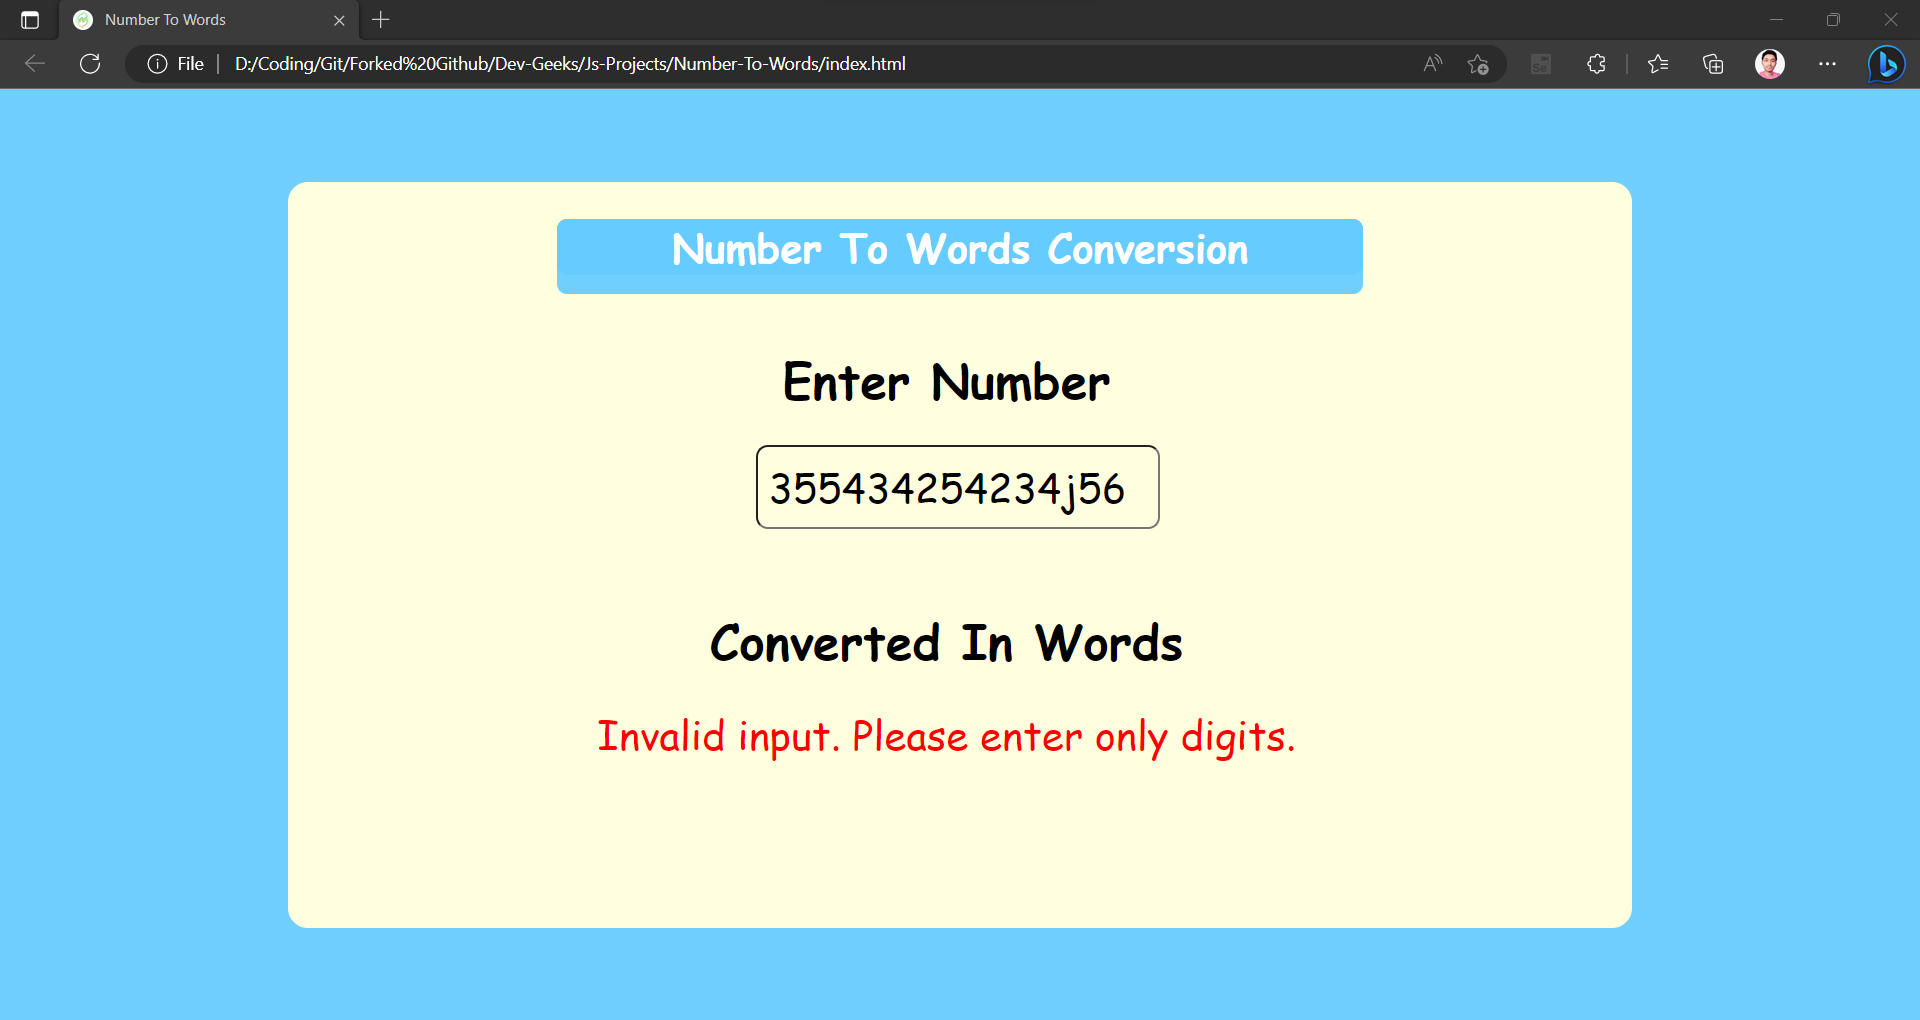 Number To Words
File
D:/Coding/Git/Forked%20Github/Dev-Geeks/Js-Projects/Number-To-Words/index.html
Number To Words Conversion
Enter Number
355434254234j56
Converted In Words
Invalid input. Please enter only digits.